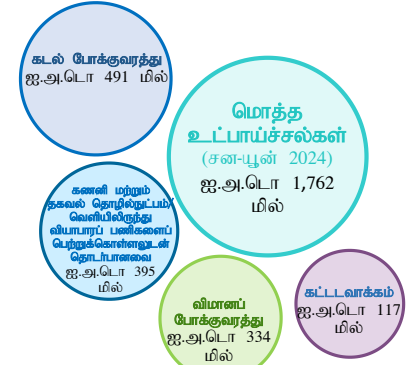 கடல் போக்குவரத்து
ஐ.அ.டொ 491 மில்
மொத்த
உட்பாய்ச்சல்கள்
(சன-யூன் 2024)
ஐ.அ.டொ 1,762
மில்
கணனி மற்றும்
தகவல் தொழில்நுட்பம்/
வெளியிலிருந்து
வியாபாரப் பணிகளைப்
பெற்றுக்கொள்ளலுடன்
தொடர்பானவை
ஐ.அ.டொ 395
மில்
விமானப்
போக்குவரத்து
ஐ.அ.டொ 334
மில்
கட்டடவாக்கம்
ஐ.அ.டொ 117
மில்